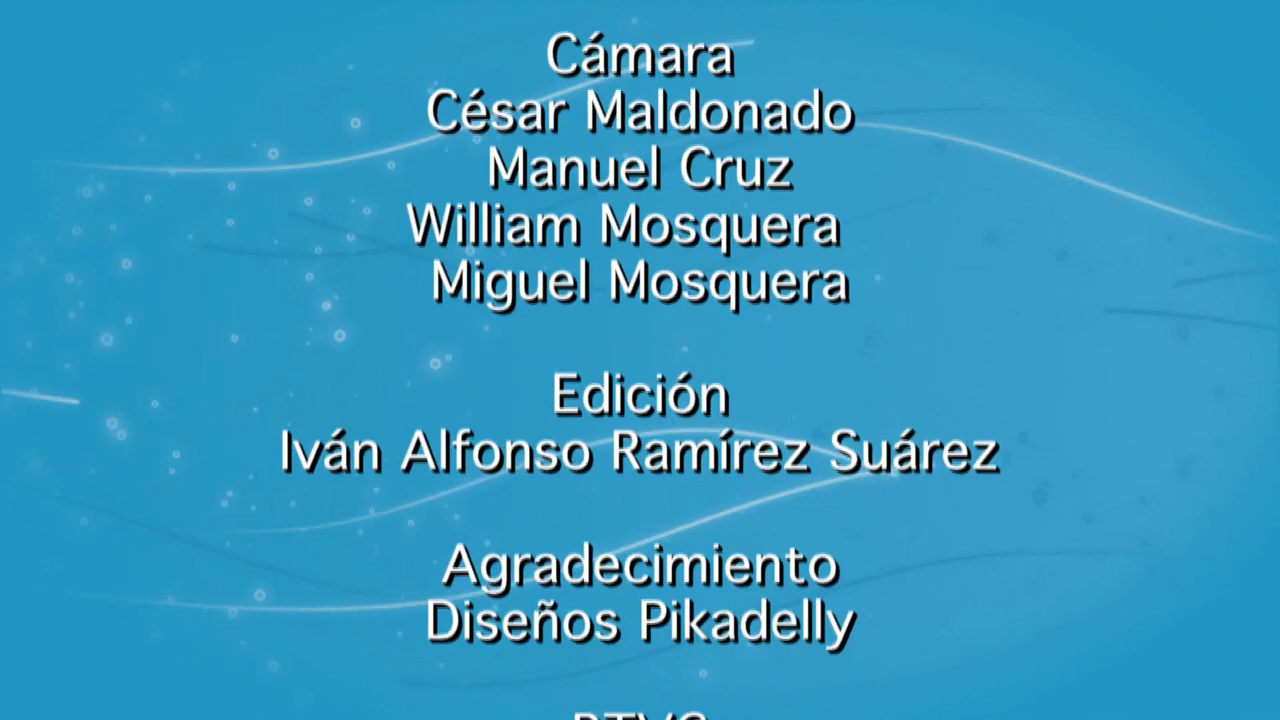 Cámara
César Maldonado
Manuel Cruz
William Mosquera
Miguel Mosquera
Edición
Iván Alfonso Ramírez Suárez
Agradecimiento
Diseños Pikadelly